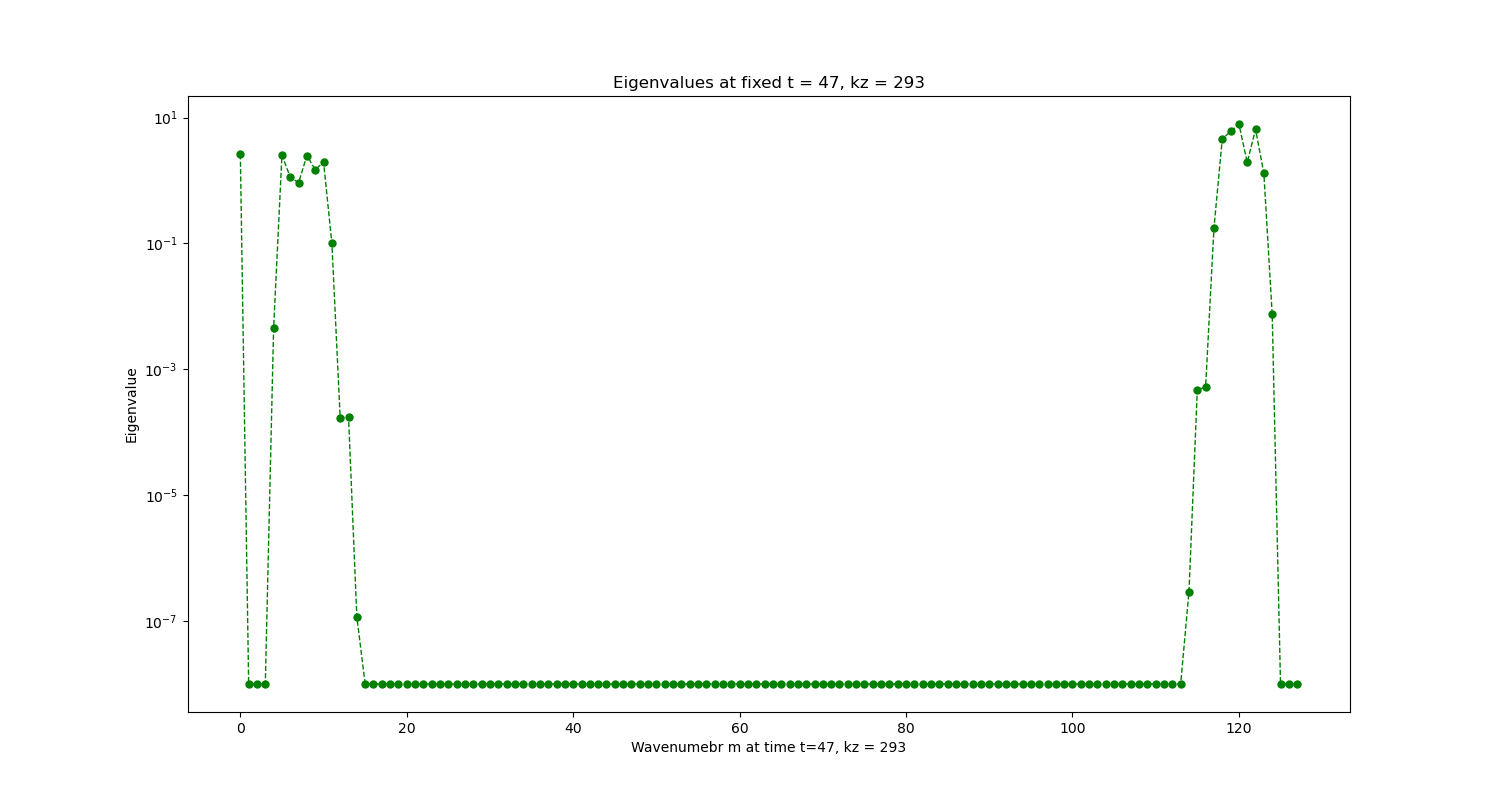 Eigenvalues at fixed t = 47, kz = 293
10^1
10^−1
10^−3
10^−5
10^−7
Eigenvalue
0 20 40 60 80 100 120
Wavenumebr m at time t=47, kz = 293